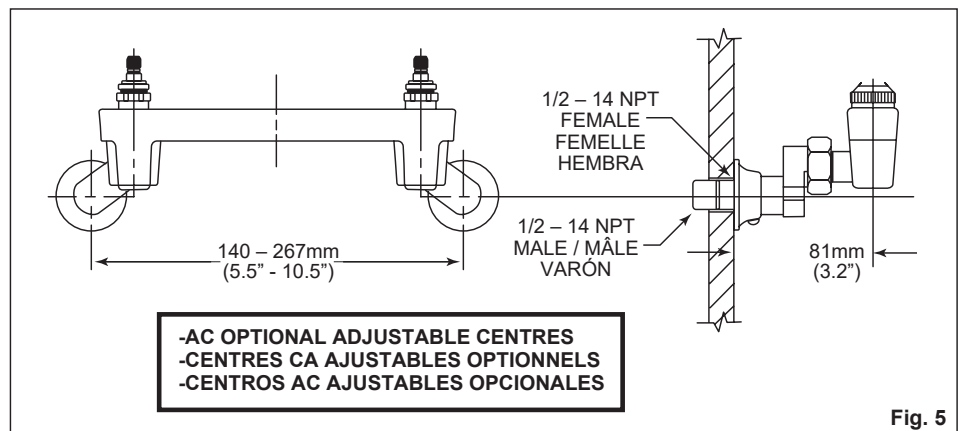 1/2 – 14 NPT
FEMALE
FEMELLE
HEMBRA
1/2 – 14 NPT
MALE / MÂLE
VARÓN
140 – 267mm
(5.5” - 10.5”)
81mm
(3.2”)
-AC OPTIONAL ADJUSTABLE CENTRES
-CENTRES CA AJUSTABLES OPTIONNELS
-CENTROS AC AJUSTABLES OPCIONALES
Fig. 5